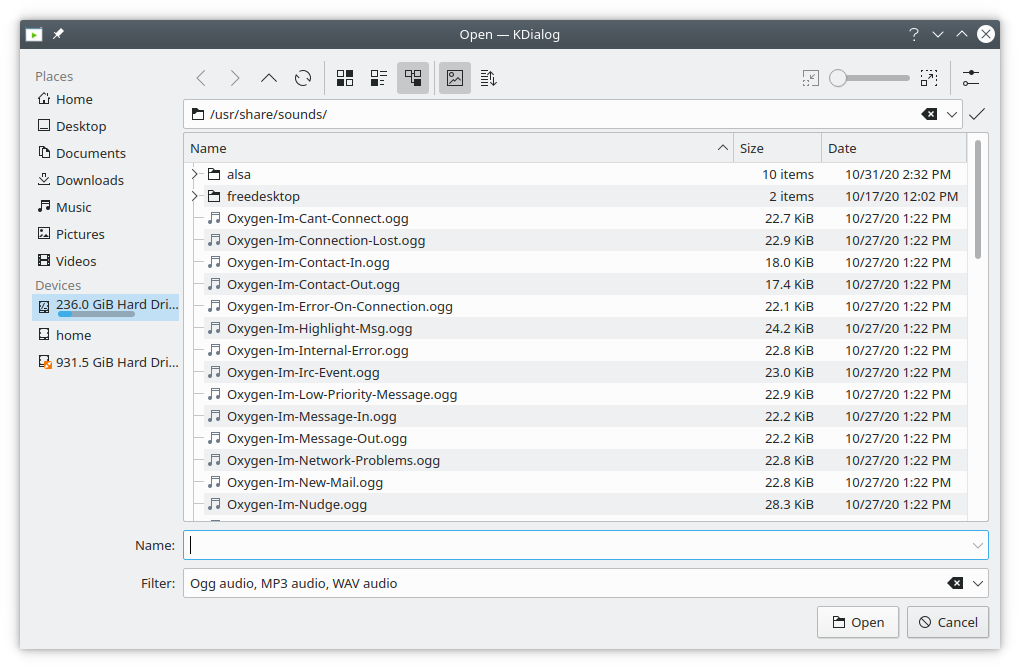 Open — KDialog
Places
Home
Desktop
Documents
Downloads
Music
Pictures
Videos
Devices
236.0 GiB Hard Dri...
home
931.5 GiB Hard Dri...
/usr/share/sounds/
Name Size Date
alsa 10 items 10/31/20 2:32 PM
freedesktop 2 items 10/17/20 12:02 PM
Oxygen-Im-Cant-Connect.ogg 22.7 KiB 10/27/20 1:22 PM
Oxygen-Im-Connection-Lost.ogg 22.9 KiB 10/27/20 1:22 PM
Oxygen-Im-Contact-In.ogg 18.0 KiB 10/27/20 1:22 PM
Oxygen-Im-Contact-Out.ogg 17.4 KiB 10/27/20 1:22 PM
Oxygen-Im-Error-On-Connection.ogg 22.1 KiB 10/27/20 1:22 PM
Oxygen-Im-Highlight-Msg.ogg 24.2 KiB 10/27/20 1:22 PM
Oxygen-Im-Internal-Error.ogg 22.8 KiB 10/27/20 1:22 PM
Oxygen-Im-Irc-Event.ogg 23.0 KiB 10/27/20 1:22 PM
Oxygen-Im-Low-Priority-Message.ogg 22.9 KiB 10/27/20 1:22 PM
Oxygen-Im-Message-In.ogg 22.2 KiB 10/27/20 1:22 PM
Oxygen-Im-Message-Out.ogg 22.2 KiB 10/27/20 1:22 PM
Oxygen-Im-Network-Problems.ogg 22.8 KiB 10/27/20 1:22 PM
Oxygen-Im-New-Mail.ogg 22.8 KiB 10/27/20 1:22 PM
Oxygen-Im-Nudge.ogg 28.3 KiB 10/27/20 1:22 PM
Name:
Filter: Ogg audio, MP3 audio, WAV audio
Open Cancel